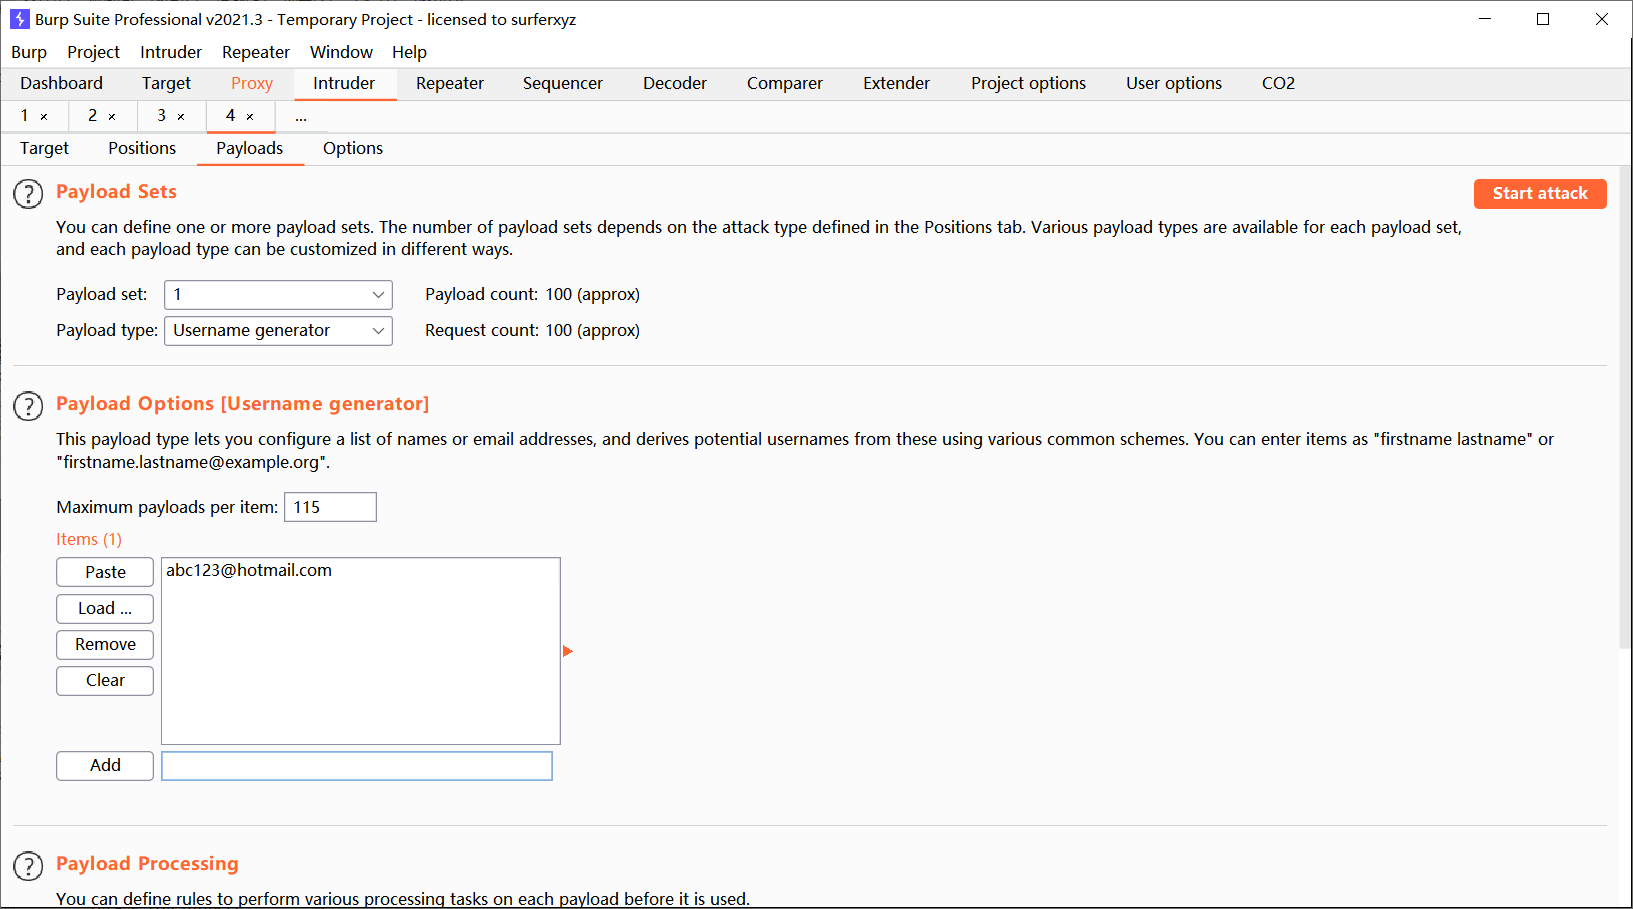 Burp Suite Professional v2021.3 - Temporary Project - licensed to surferxyz
Burp Project Intruder Repeater Window Help
Dashboard Target Proxy Intruder Repeater Sequencer Decoder Comparer Extender Project options User options CO2
1 × 2 × 3 × 4 × ...
Target Positions Payloads Options
? Payload Sets Start attack
You can define one or more payload sets. The number of payload sets depends on the attack type defined in the Positions tab. Various payload types are available for each payload set,
and each payload type can be customized in different ways.
Payload set: 1 Payload count: 100 (approx)
Payload type: Username generator Request count: 100 (approx)
? Payload Options [Username generator]
This payload type lets you configure a list of names or email addresses, and derives potential usernames from these using various common schemes. You can enter items as "firstname lastname" or
"firstname.lastname@example.org".
Maximum payloads per item: 115
Items (1)
Paste abc123@hotmail.com
Load ...
Remove
Clear
Add
? Payload Processing
You can define rules to perform various processing tasks on each payload before it is used.